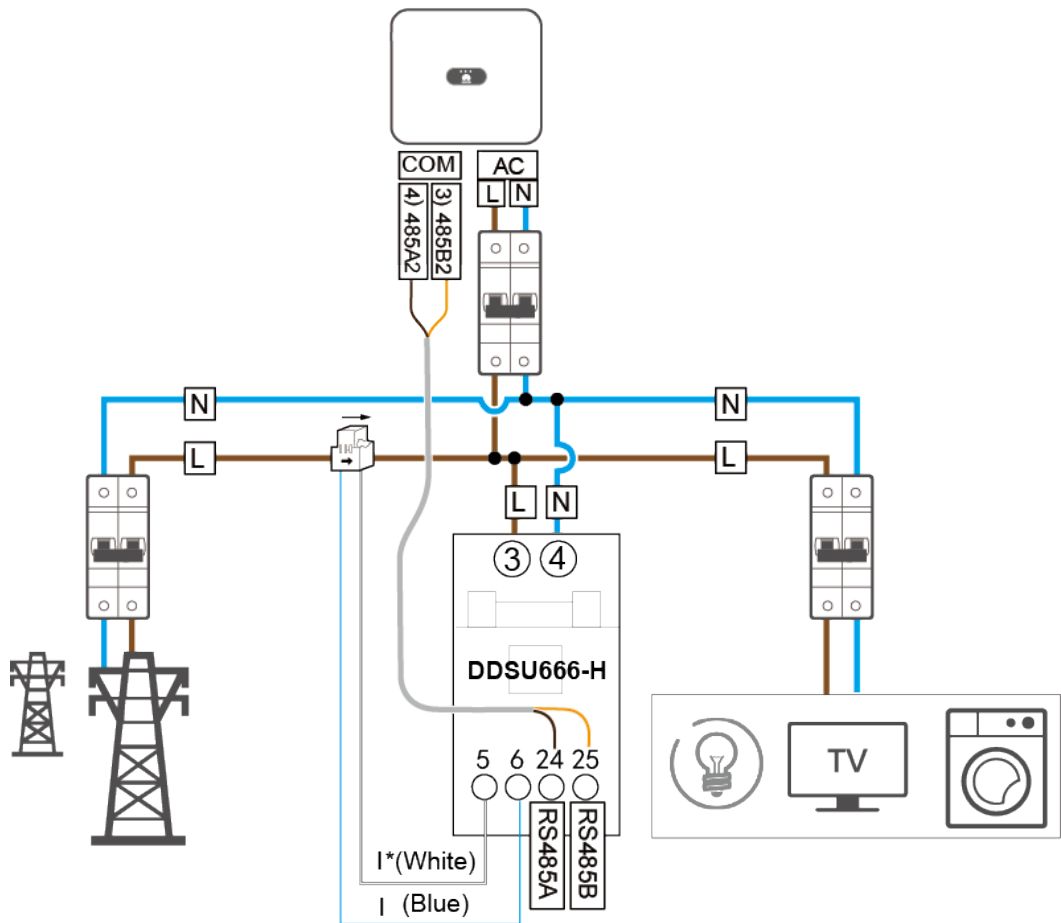 COM
AC
L
N
4) 485A2
3) 485B2
N
N
L
L
L
N
3
4
DDSU666-H
5
6
24
25
RS485A
RS485B
I*(White)
I (Blue)
TV